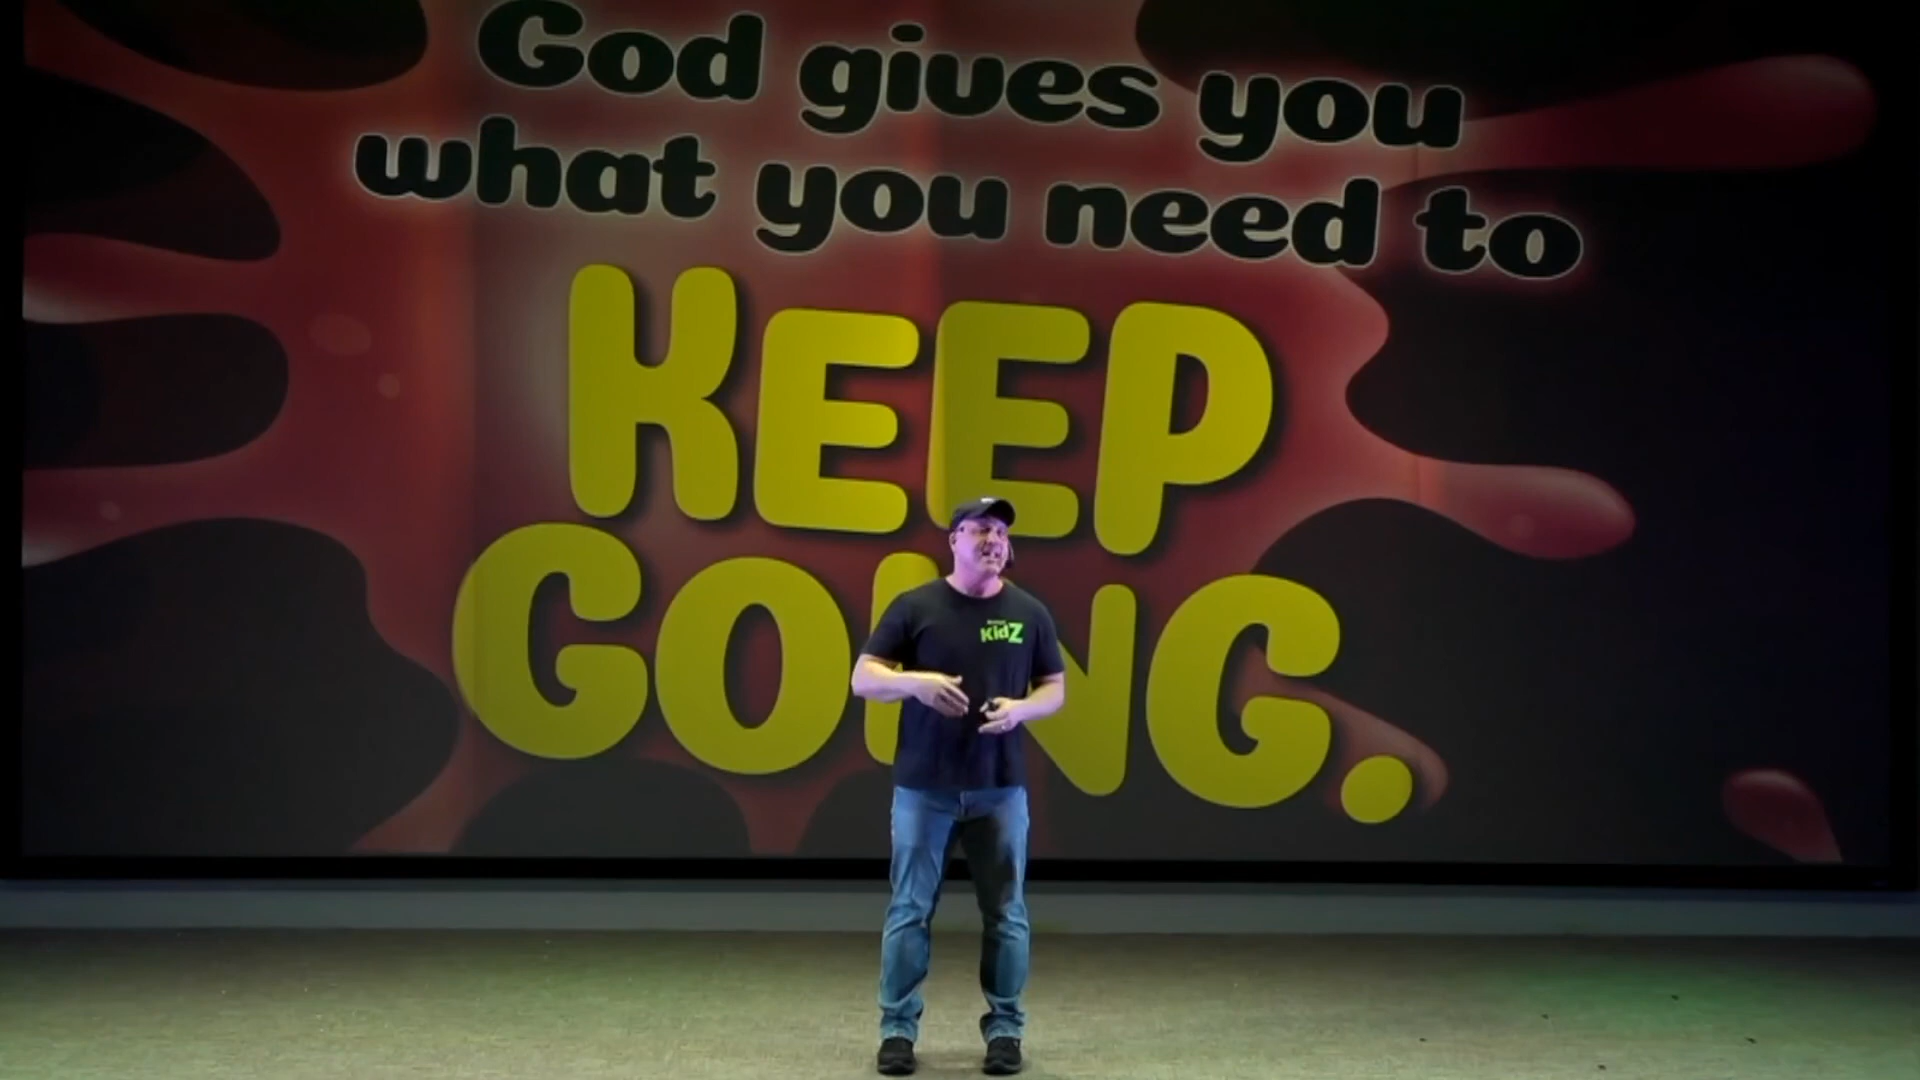 God gives you
what you need to
KEEP
GOING.
KidZ